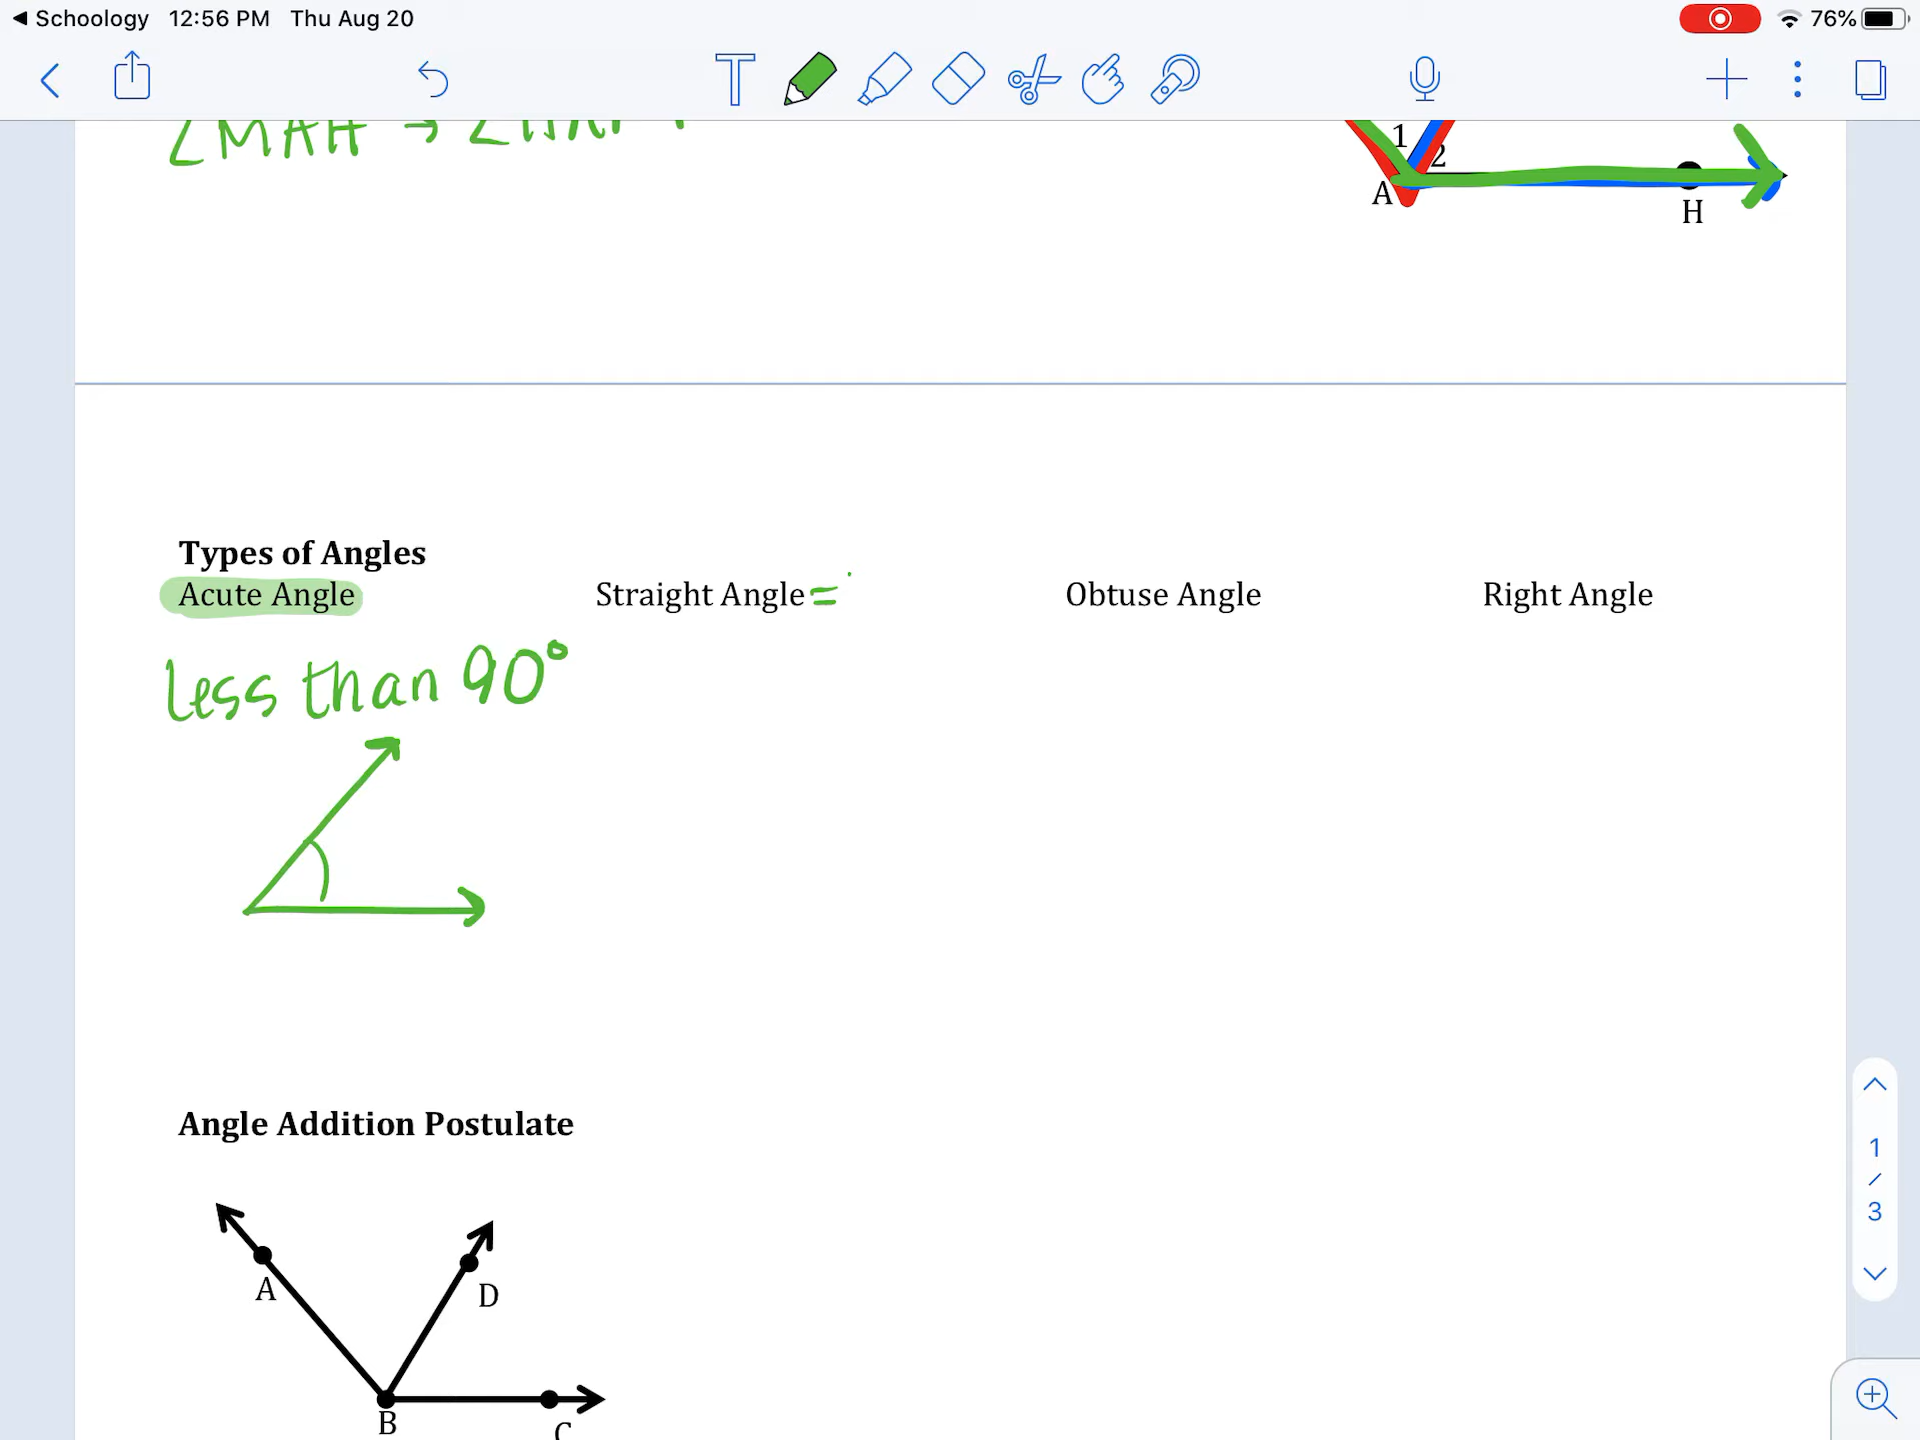 Schoology 12:56 PM Thu Aug 20 76%
∠MAH →
1
2
A
H
Types of Angles
Acute Angle Straight Angle = Obtuse Angle Right Angle
less than 90°
1
/
3
Angle Addition Postulate
A
D
B
C